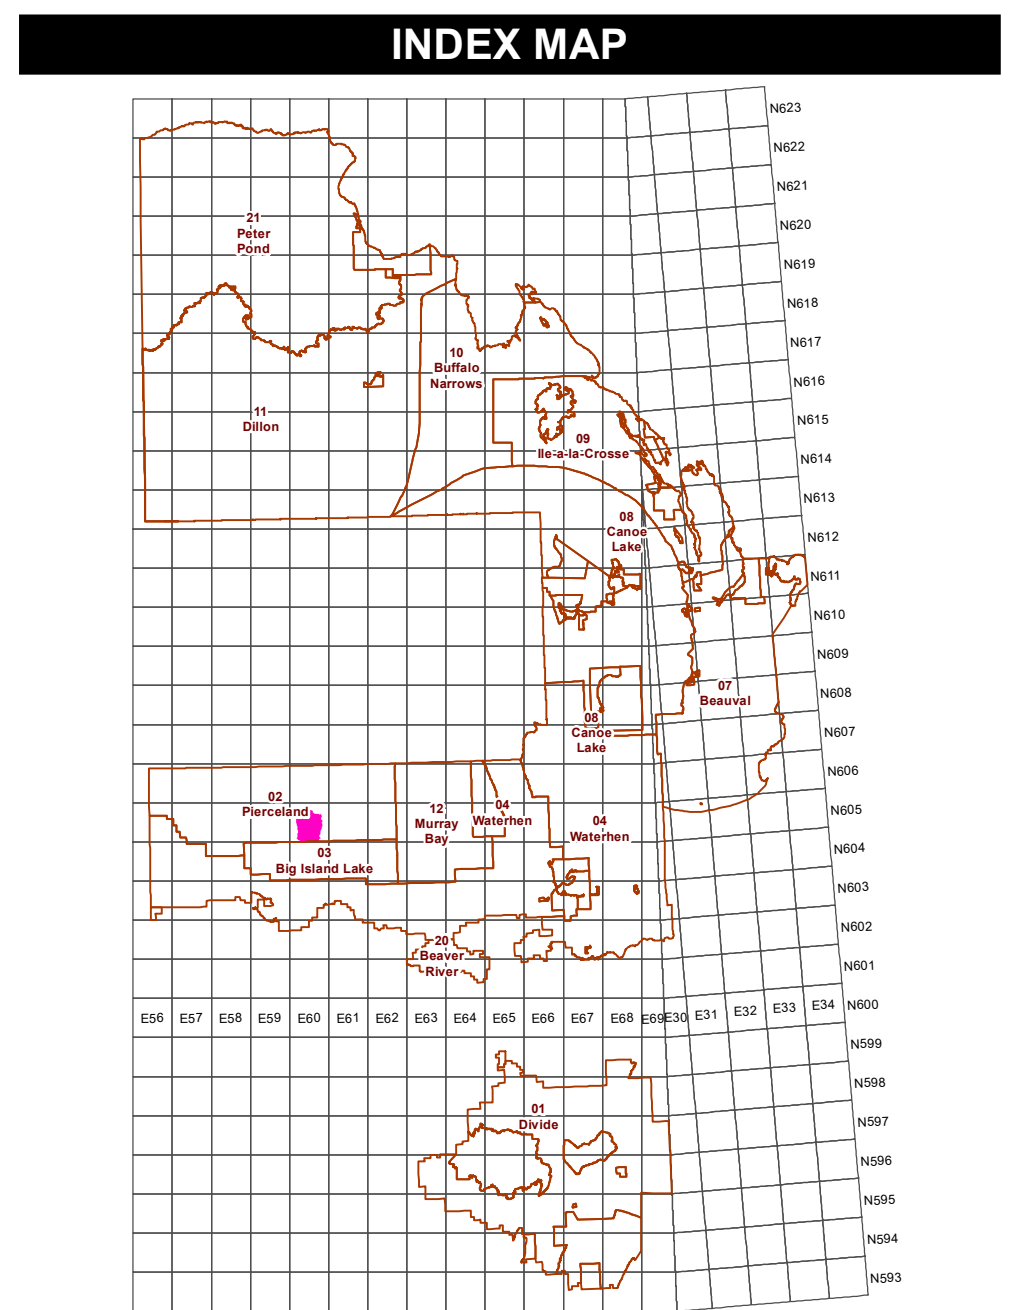 INDEX MAP
N623
N622
N621
21
Peter
Pond
N620
N619
N618
N617
10
Buffalo
Narrows
N616
11
Dillon
N615
09
Ile-a-la-Crosse
N614
N613
08
Canoe
Lake
N612
N611
N610
N609
07
Beauval
N608
08
Canoe
Lake
N607
N606
02
Pierceland
12
Murray
Bay
04
Waterhen
04
Waterhen
N605
03
Big Island Lake
N604
N603
N602
20
Beaver
River
N601
E56 E57 E58 E59 E60 E61 E62 E63 E64 E65 E66 E67 E68 E69 E30 E31 E32 E33 E34 N600
N599
N598
01
Divide
N597
N596
N595
N594
N593